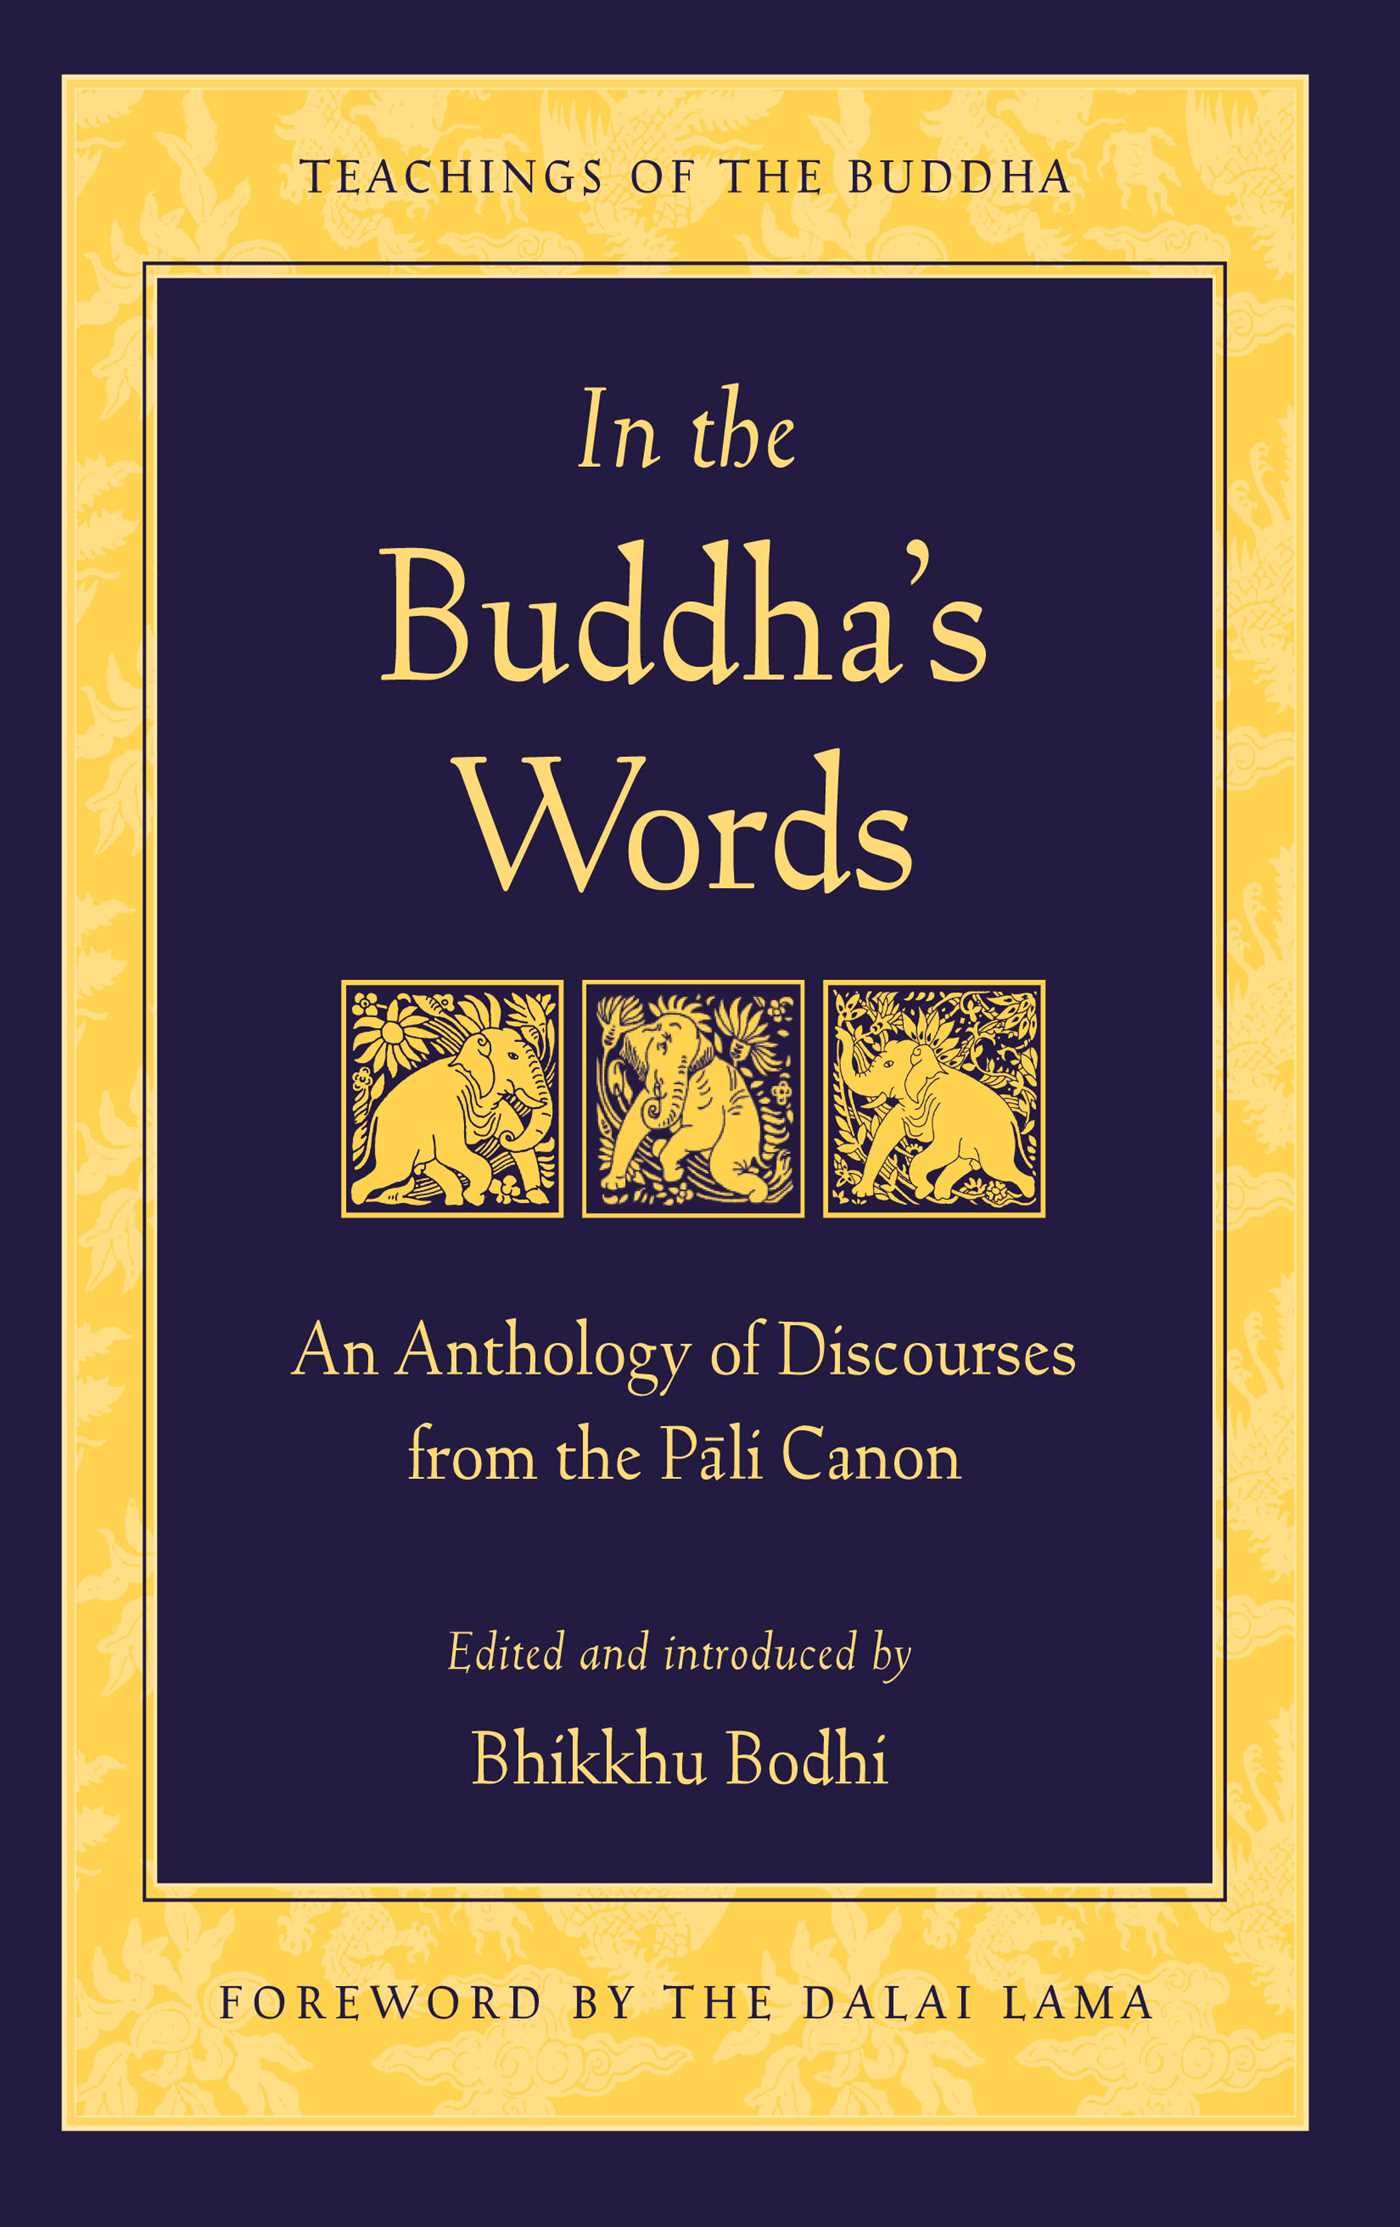 TEACHINGS OF THE BUDDHA
In the
Buddha’s
Words
An Anthology of Discourses
from the Pāli Canon
Edited and introduced by
Bhikkhu Bodhi
FOREWORD BY THE DALAI LAMA